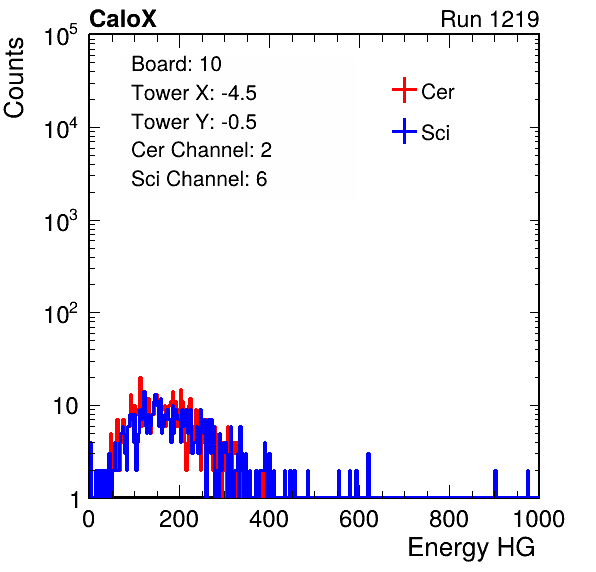 CaloX Run 1219
Counts
Board: 10
Tower X: -4.5
Tower Y: -0.5
Cer Channel: 2
Sci Channel: 6
Cer
Sci
10^5
10^4
10^3
10^2
10
1
0 200 400 600 800 1000
Energy HG